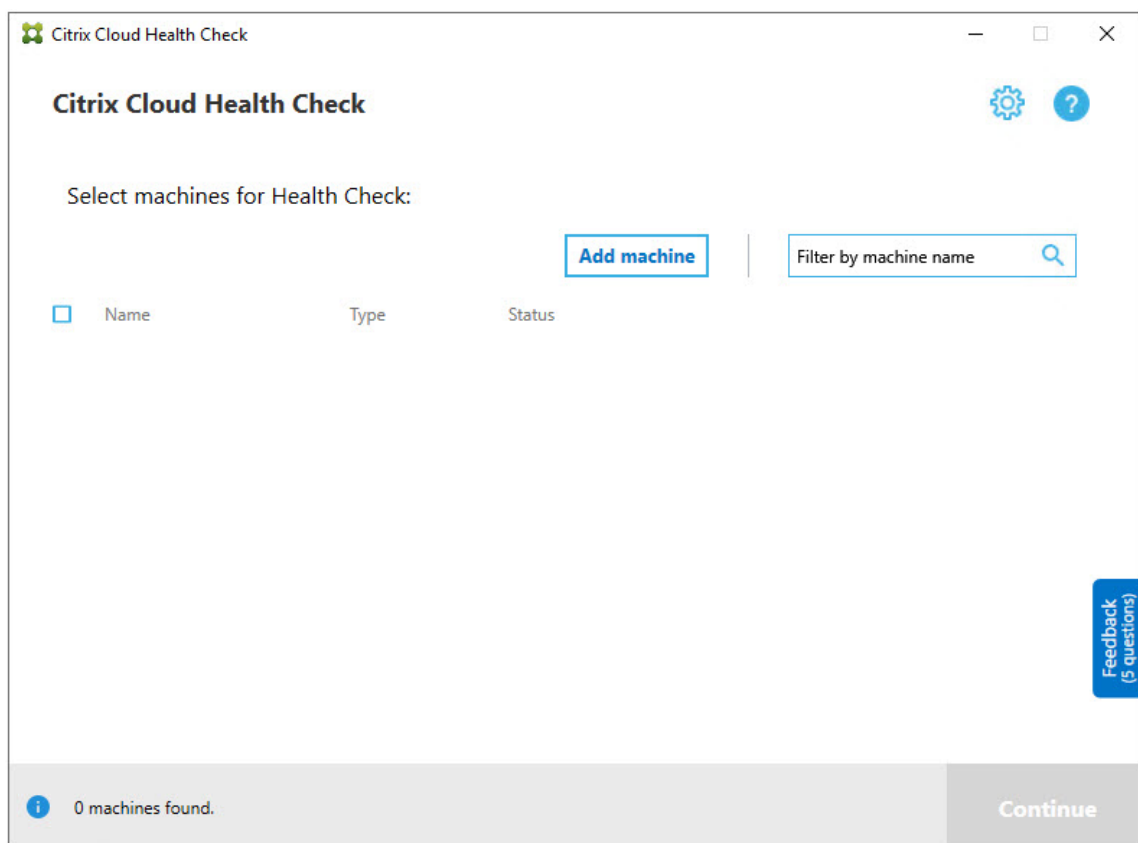 Citrix Cloud Health Check
Citrix Cloud Health Check
?
Select machines for Health Check:
Add machine
Filter by machine name
Name Type Status
Feedback
(5 questions)
i 0 machines found.
Continue